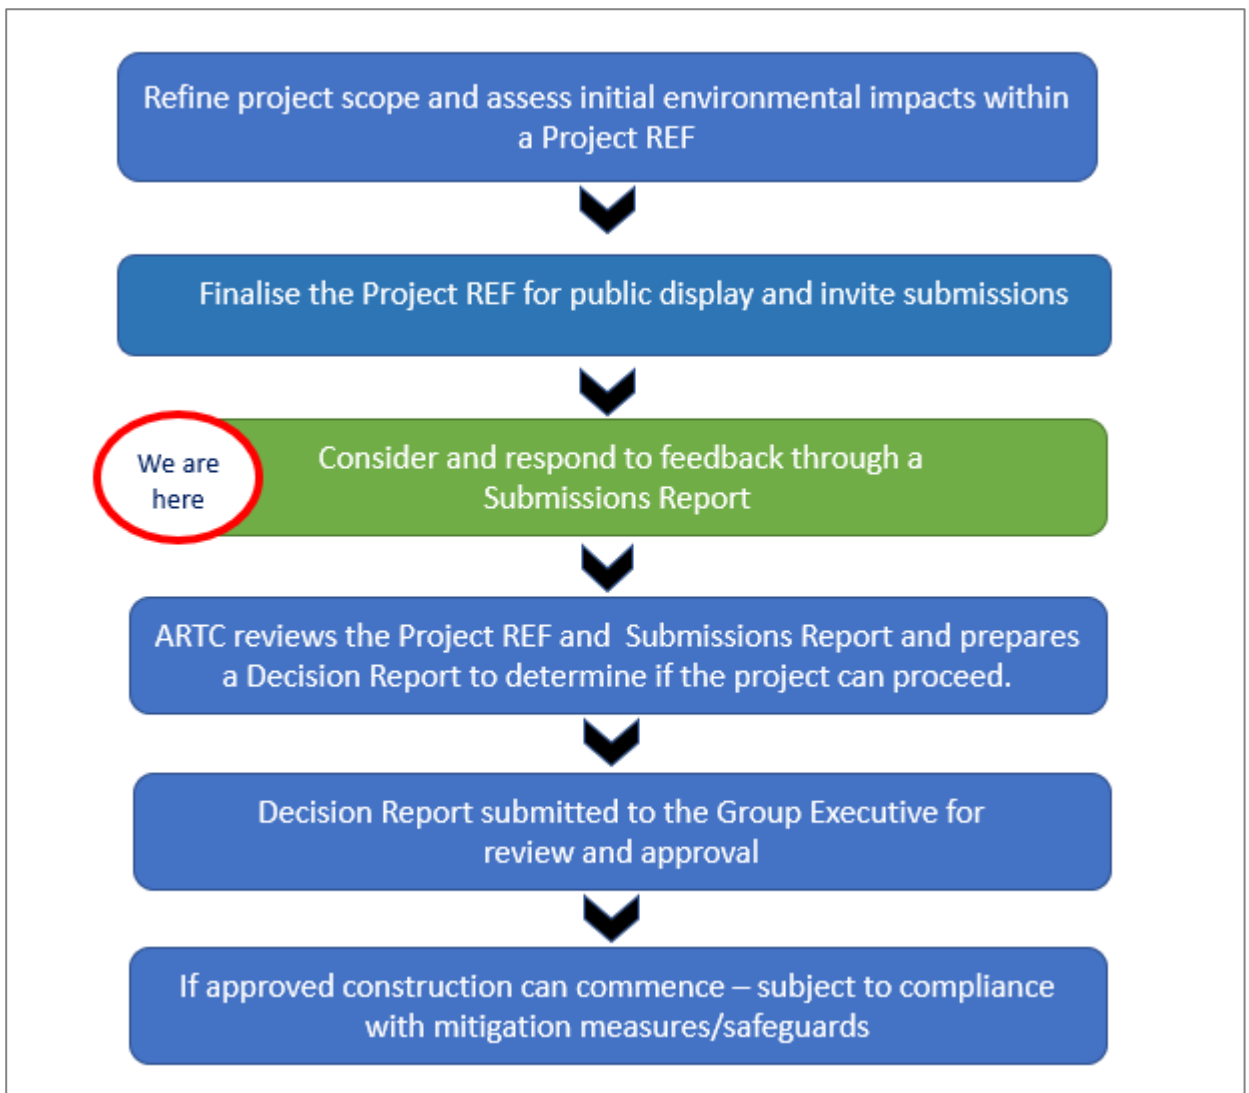 Refine project scope and assess initial environmental impacts within
a Project REF
Finalise the Project REF for public display and invite submissions
We are
here
Consider and respond to feedback through a
Submissions Report
ARTC reviews the Project REF and  Submissions Report and prepares
a Decision Report to determine if the project can proceed.
Decision Report submitted to the Group Executive for
review and approval
If approved construction can commence – subject to compliance
with mitigation measures/safeguards